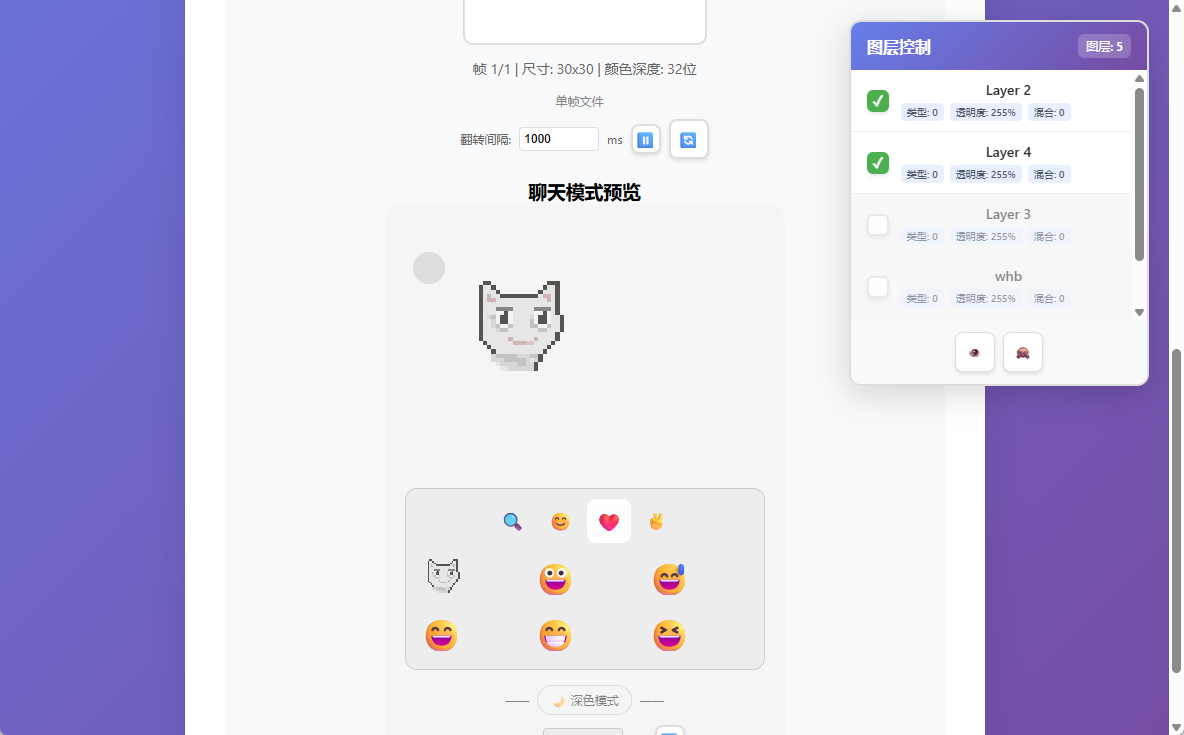 帧 1/1 | 尺寸: 30x30 | 颜色深度: 32位
单帧文件
翻转间隔: 1000 ms
聊天模式预览
深色模式
图层控制 图层: 5
Layer 2
类型: 0 透明度: 255% 混合: 0
Layer 4
类型: 0 透明度: 255% 混合: 0
Layer 3
类型: 0 透明度: 255% 混合: 0
whb
类型: 0 透明度: 255% 混合: 0